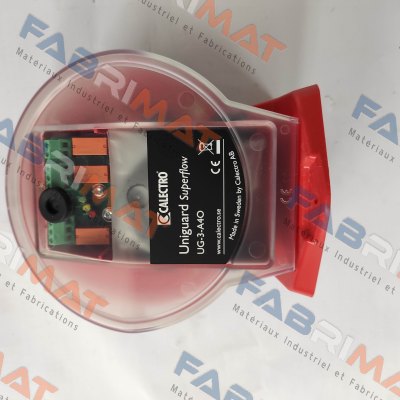 FABRIMAT
Materiaux Industriel et Fabrications
CALECTRO
Uniguard Superflow
UG-3-A4O
www.calectro.se
Made in Sweden by Calectro AB
CE